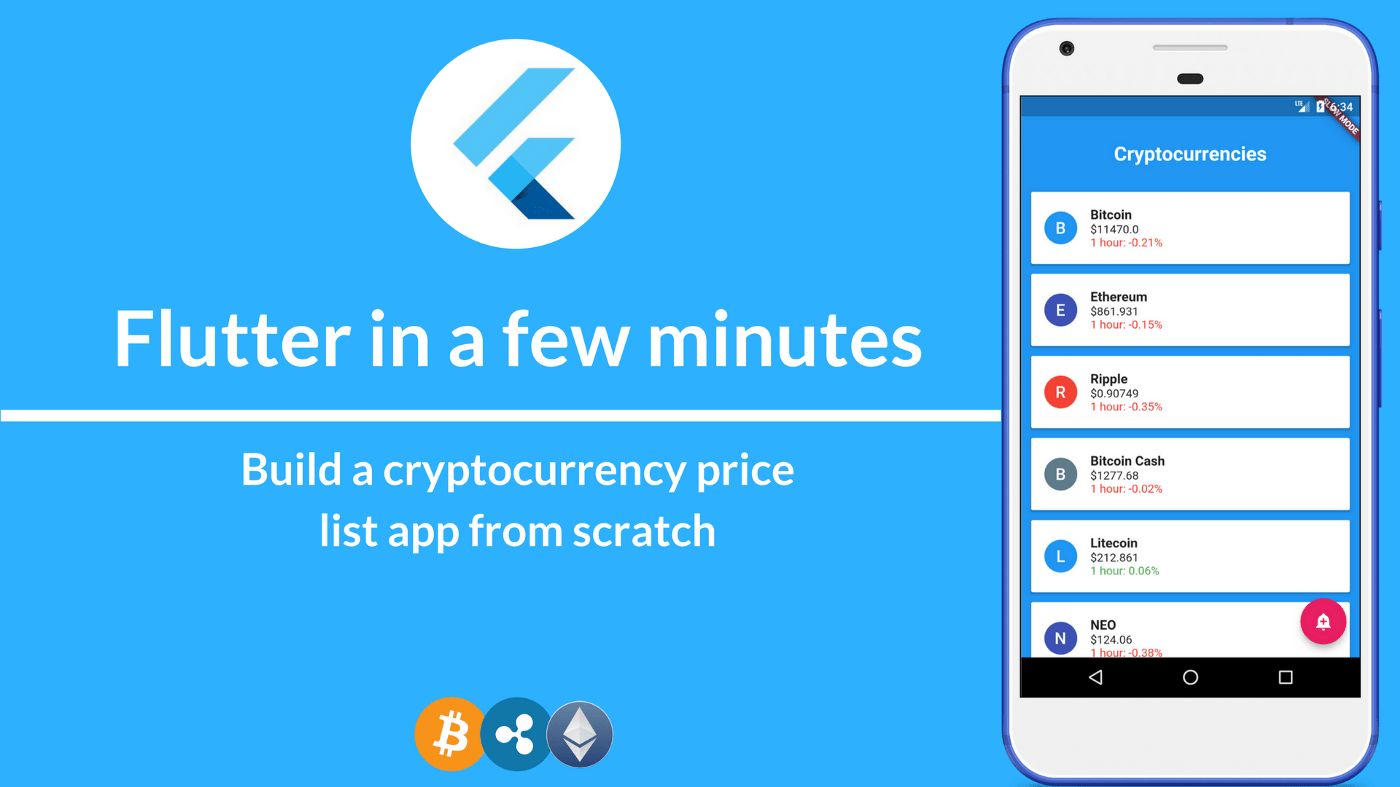 Flutter in a few minutes
Build a cryptocurrency price
list app from scratch
LTE
6:34
SLOW MODE
Cryptocurrencies
B
Bitcoin
$11470.0
1 hour: -0.21%
E
Ethereum
$861.931
1 hour: -0.15%
R
Ripple
$0.90749
1 hour: -0.35%
B
Bitcoin Cash
$1277.68
1 hour: -0.02%
L
Litecoin
$212.861
1 hour: 0.06%
N
NEO
$124.06
1 hour: -0.38%